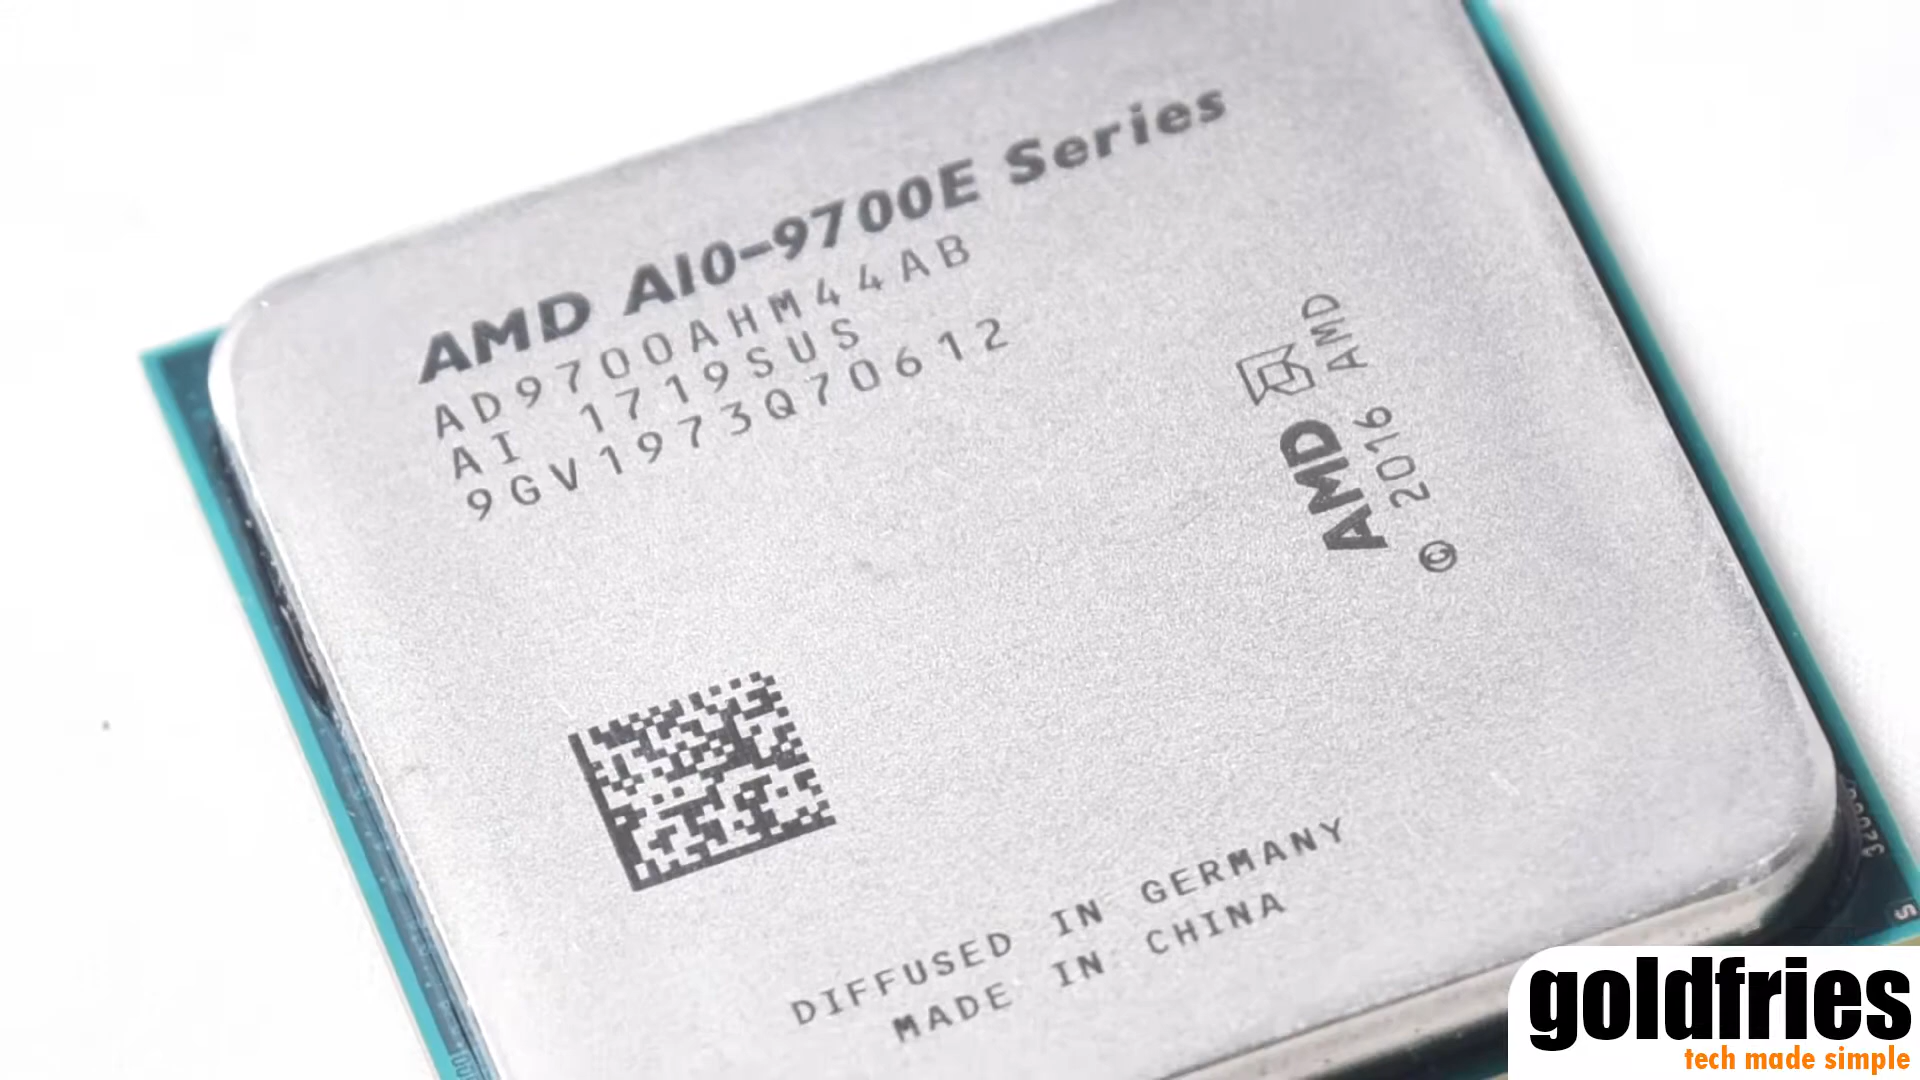 AMD A10-9700E Series
AD9700AHM44AB
AI 1719SUS
9GV1973Q70612
AMD
© 2016 AMD
DIFFUSED IN GERMANY
MADE IN CHINA
goldfries
tech made simple